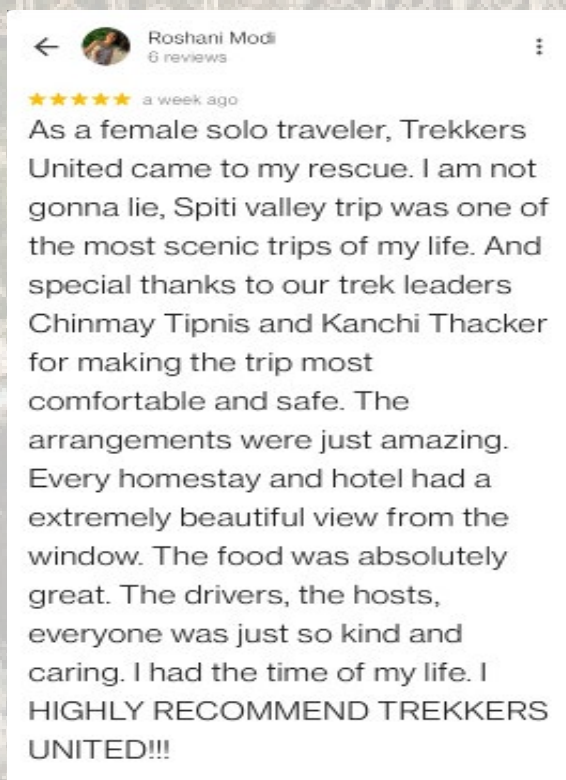 Roshani Modi
6 reviews
a week ago
As a female solo traveler, Trekkers
United came to my rescue. I am not
gonna lie, Spiti valley trip was one of
the most scenic trips of my life. And
special thanks to our trek leaders
Chinmay Tipnis and Kanchi Thacker
for making the trip most
comfortable and safe. The
arrangements were just amazing.
Every homestay and hotel had a
extremely beautiful view from the
window. The food was absolutely
great. The drivers, the hosts,
everyone was just so kind and
caring. I had the time of my life. I
HIGHLY RECOMMEND TREKKERS
UNITED!!!